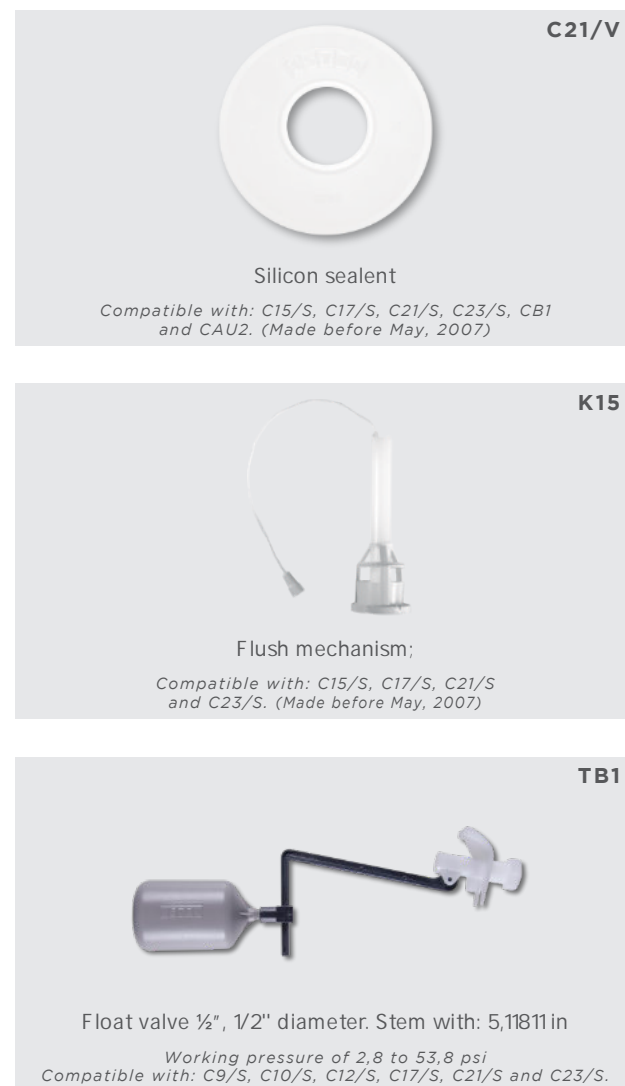 C21/V
Silicon sealent
Compatible with: C15/S, C17/S, C21/S, C23/S, CB1
and CAU2. (Made before May, 2007)
K15
Flush mechanism;
Compatible with: C15/S, C17/S, C21/S
and C23/S. (Made before May, 2007)
TB1
Float valve ½", 1/2'' diameter. Stem with: 5,11811 in
Working pressure of 2,8 to 53,8 psi
Compatible with: C9/S, C10/S, C12/S, C17/S, C21/S and C23/S.